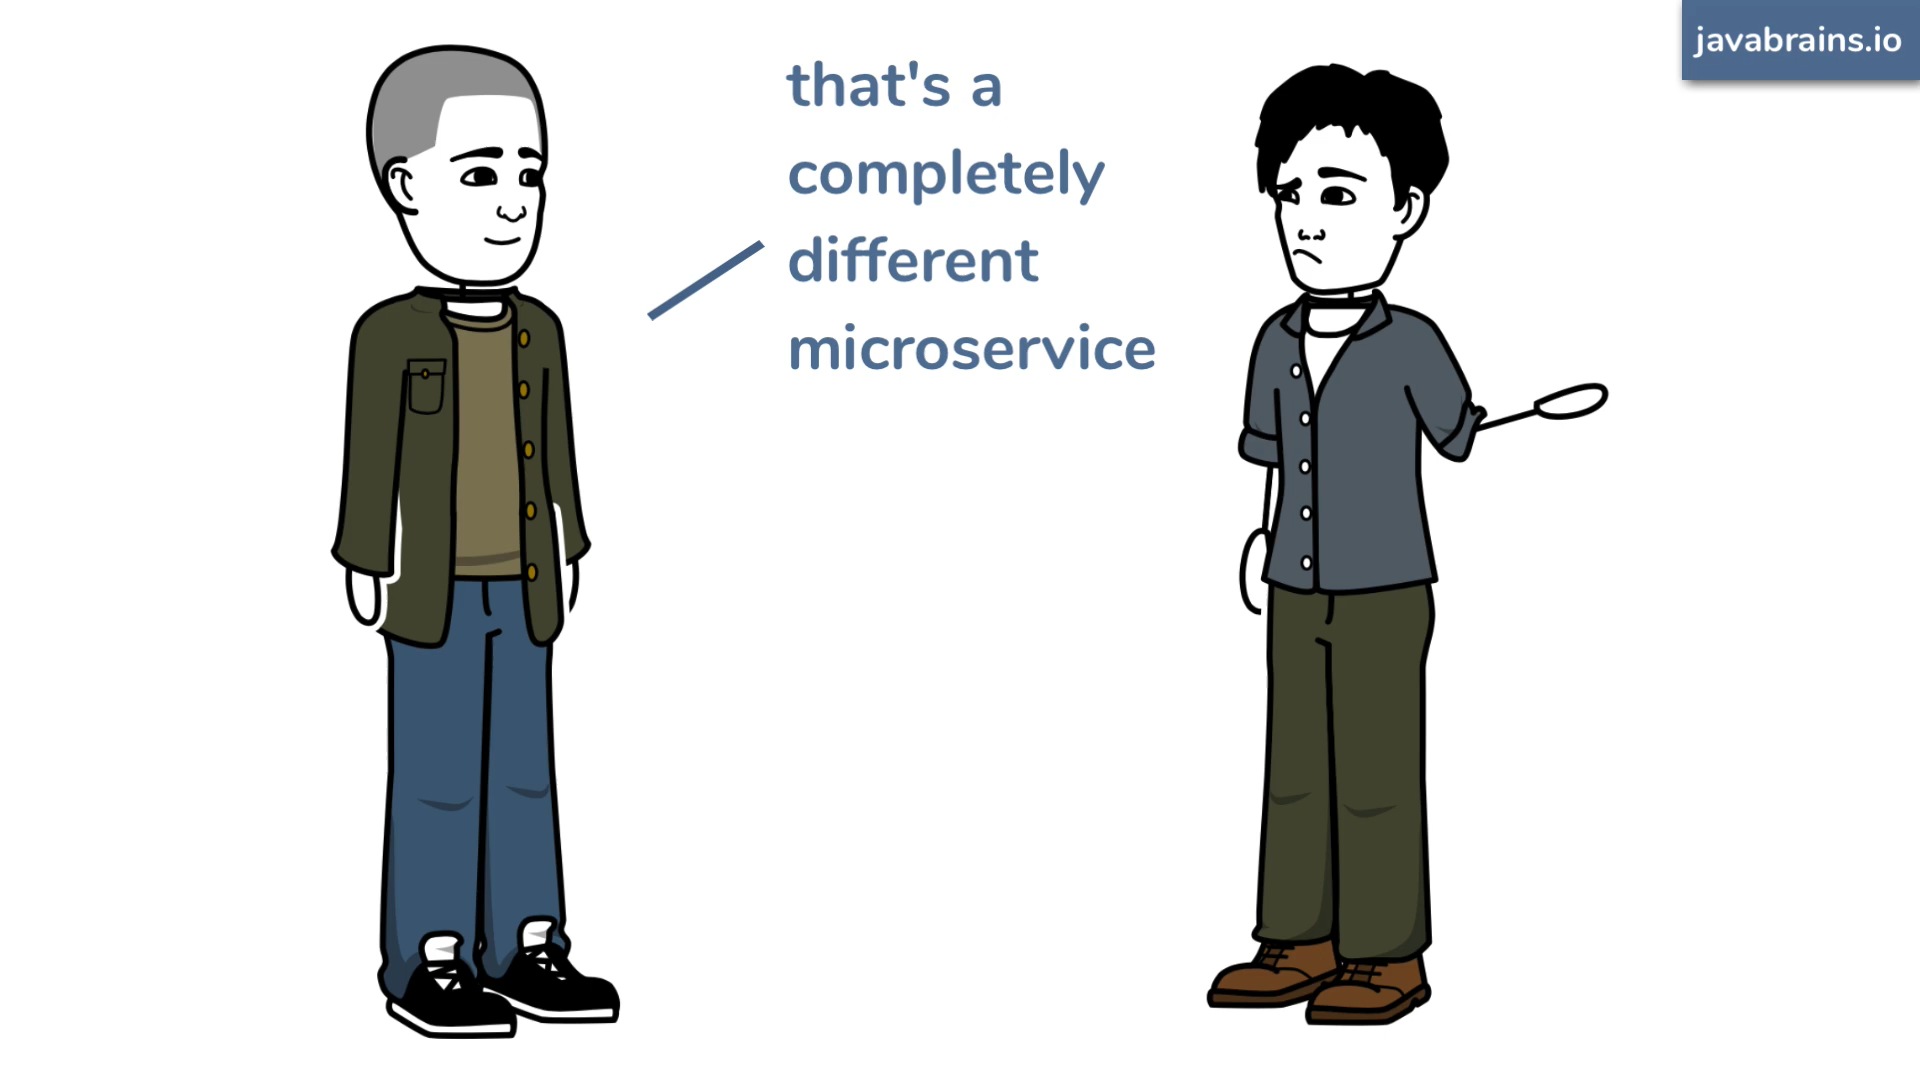 javabrains.io
that's a
completely
different
microservice